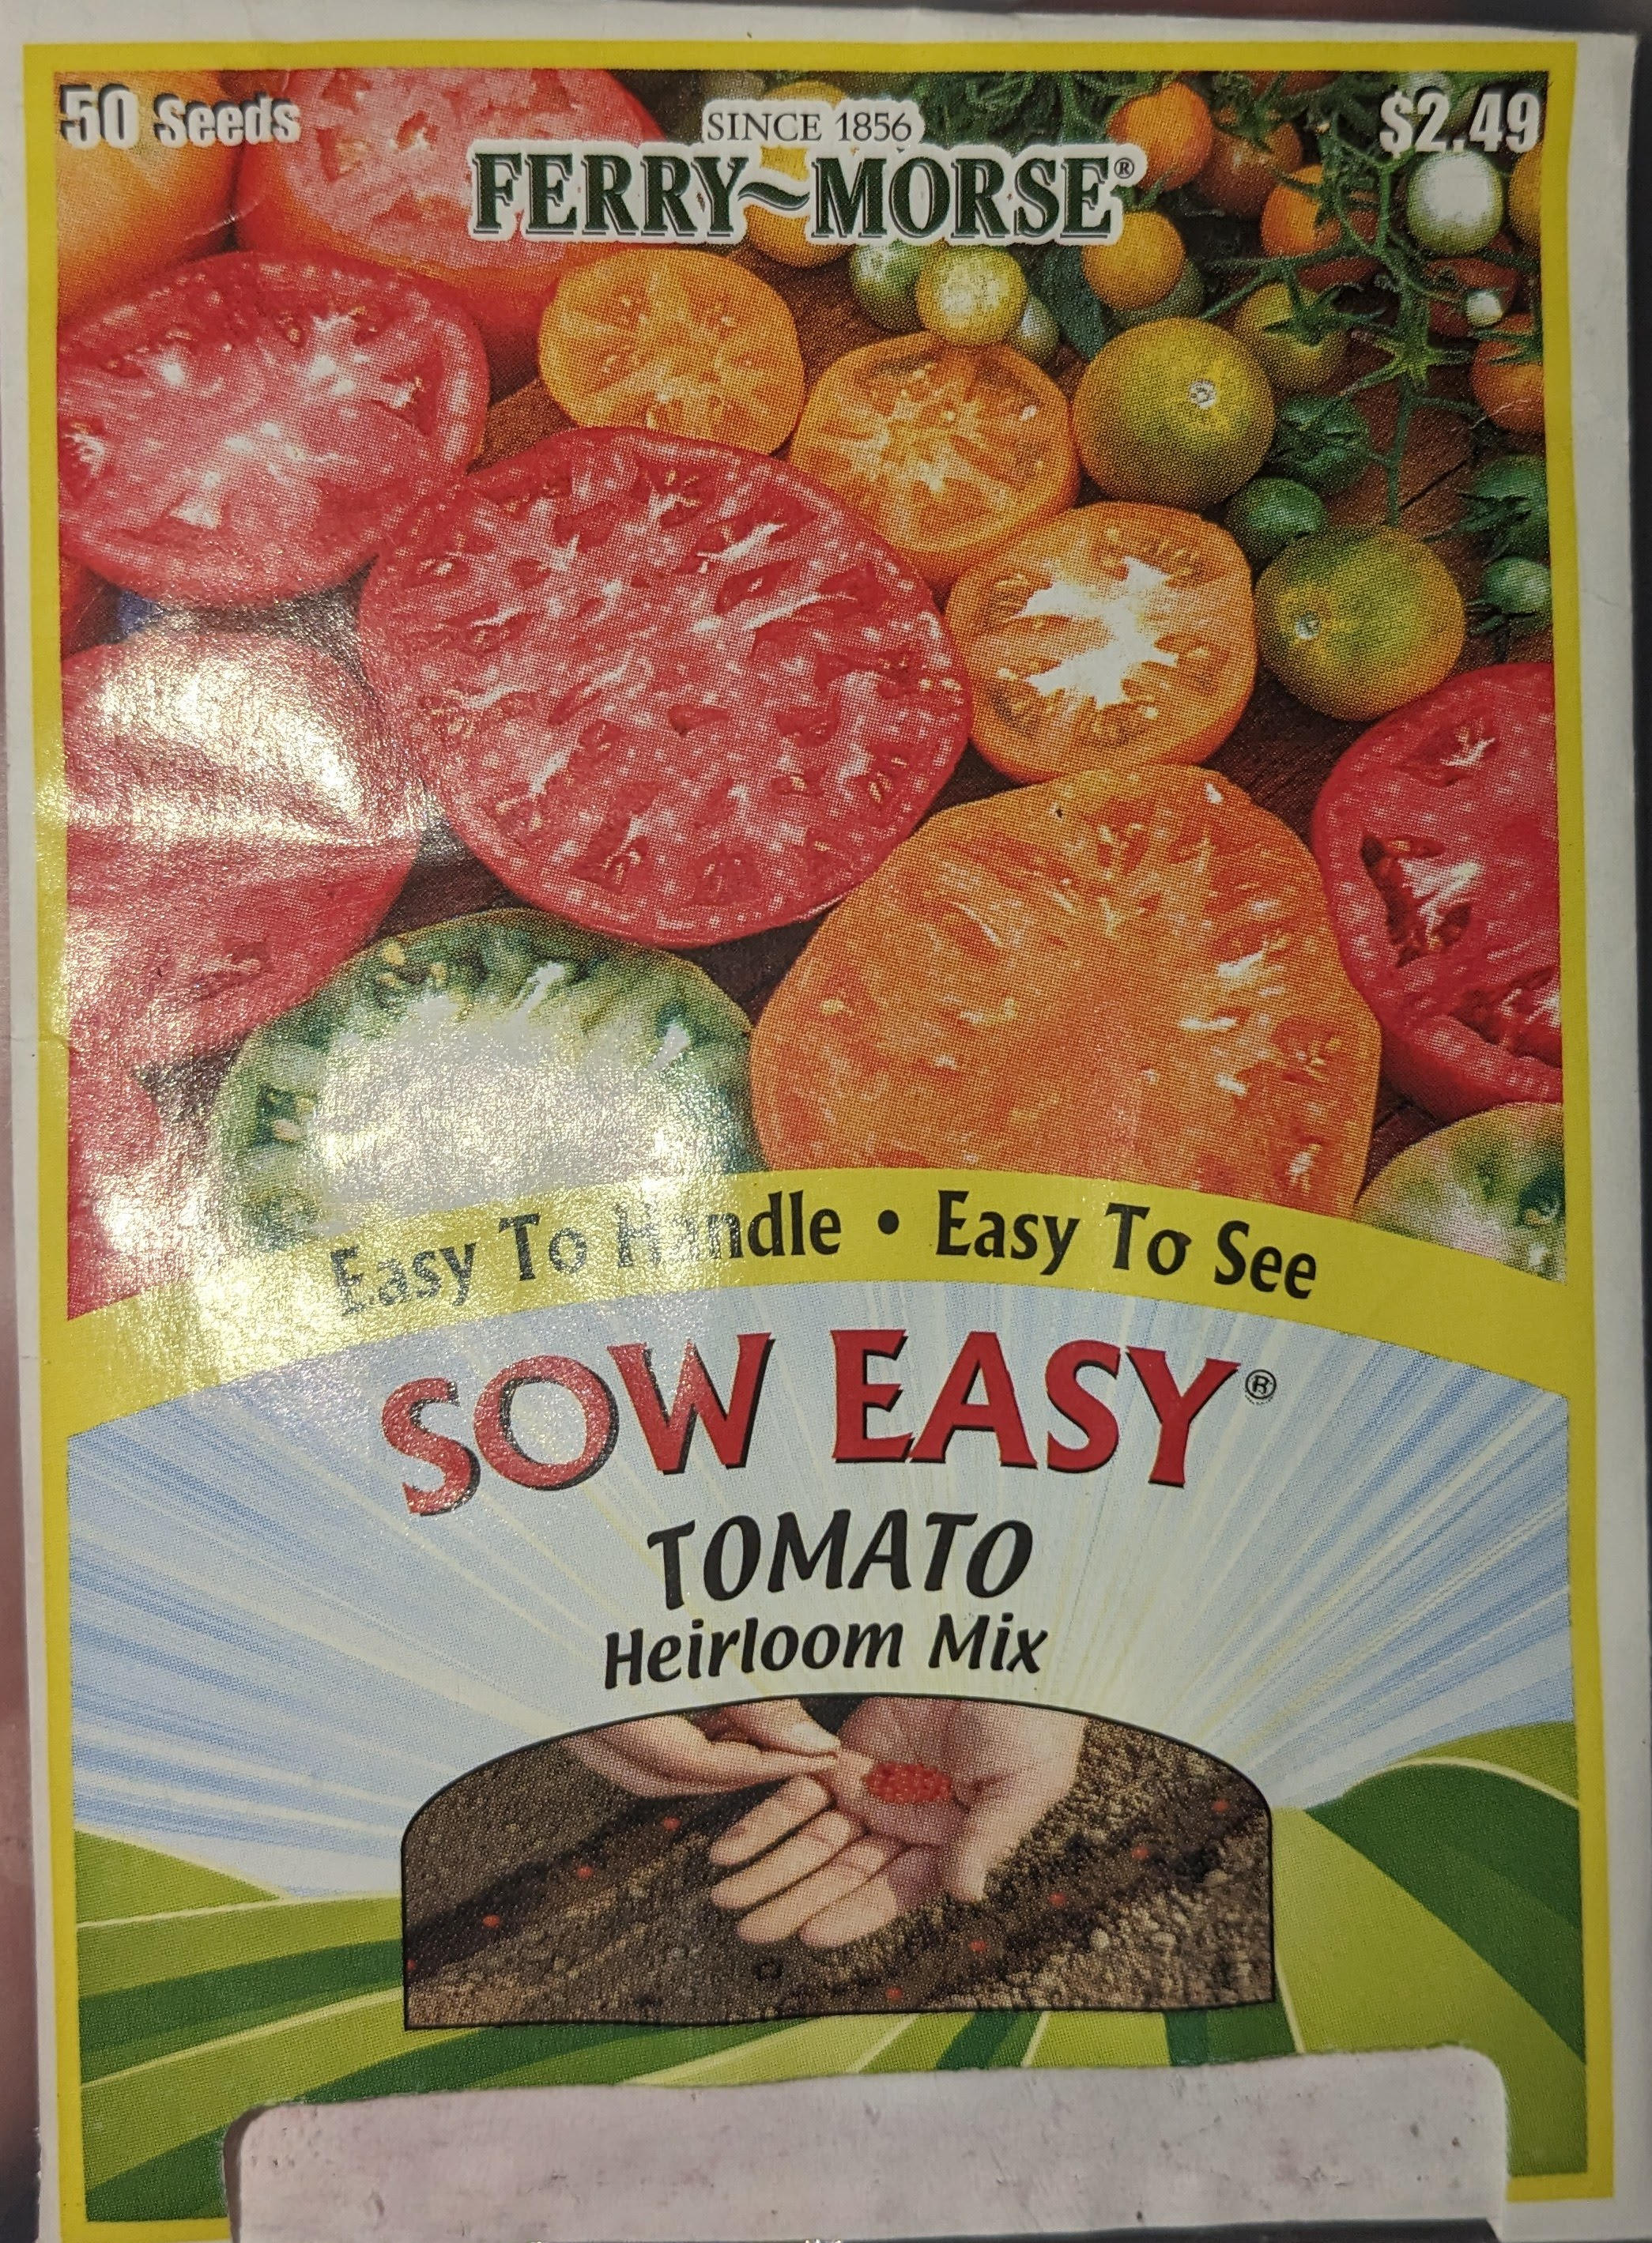 50 Seeds
$2.49
SINCE 1856
FERRY~MORSE®
Easy To Handle • Easy To See
SOW EASY®
TOMATO
Heirloom Mix